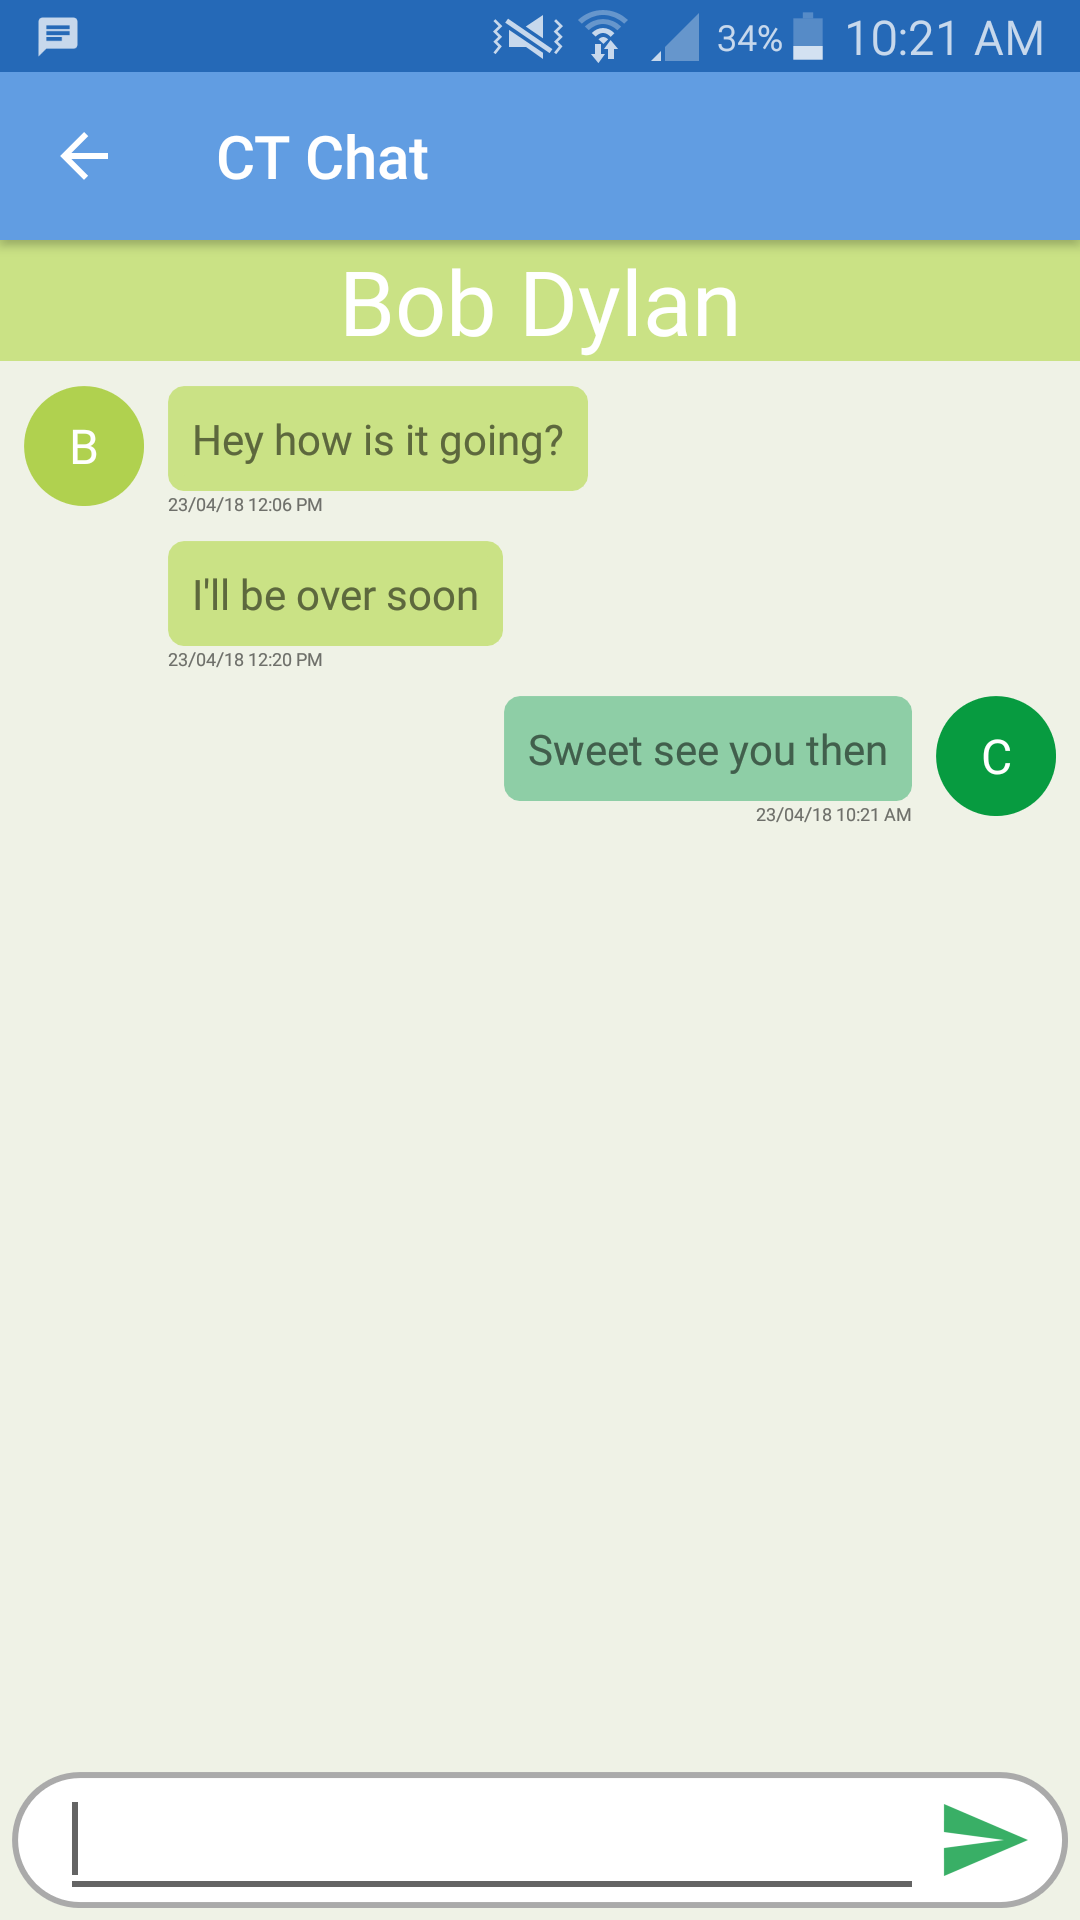 34% 10:21 AM
CT Chat
Bob Dylan
B
Hey how is it going?
23/04/18 12:06 PM
I'll be over soon
23/04/18 12:20 PM
Sweet see you then
C
23/04/18 10:21 AM